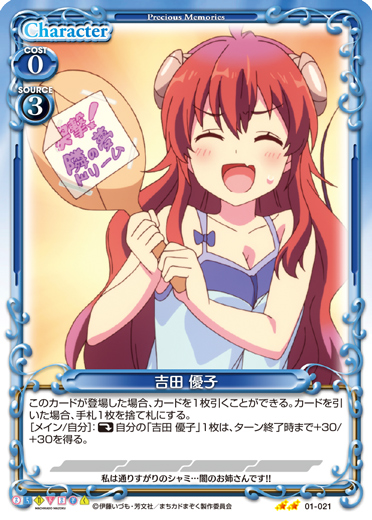 Precious Memories
Character
COST
0
SOURCE
3
突撃!
隣の晩
ドリーム
吉田 優子
このカードが登場した場合、カードを1枚引くことができる。カードを引
いた場合、手札1枚を捨て札にする。
[メイン/自分]:自分の「吉田 優子」1枚は、ターン終了時まで+30/
+30を得る。
私は通りすがりのシャミ…闇のお姉さんです!!
©伊藤いづも・芳文社/まちカドまぞく製作委員会
01-021